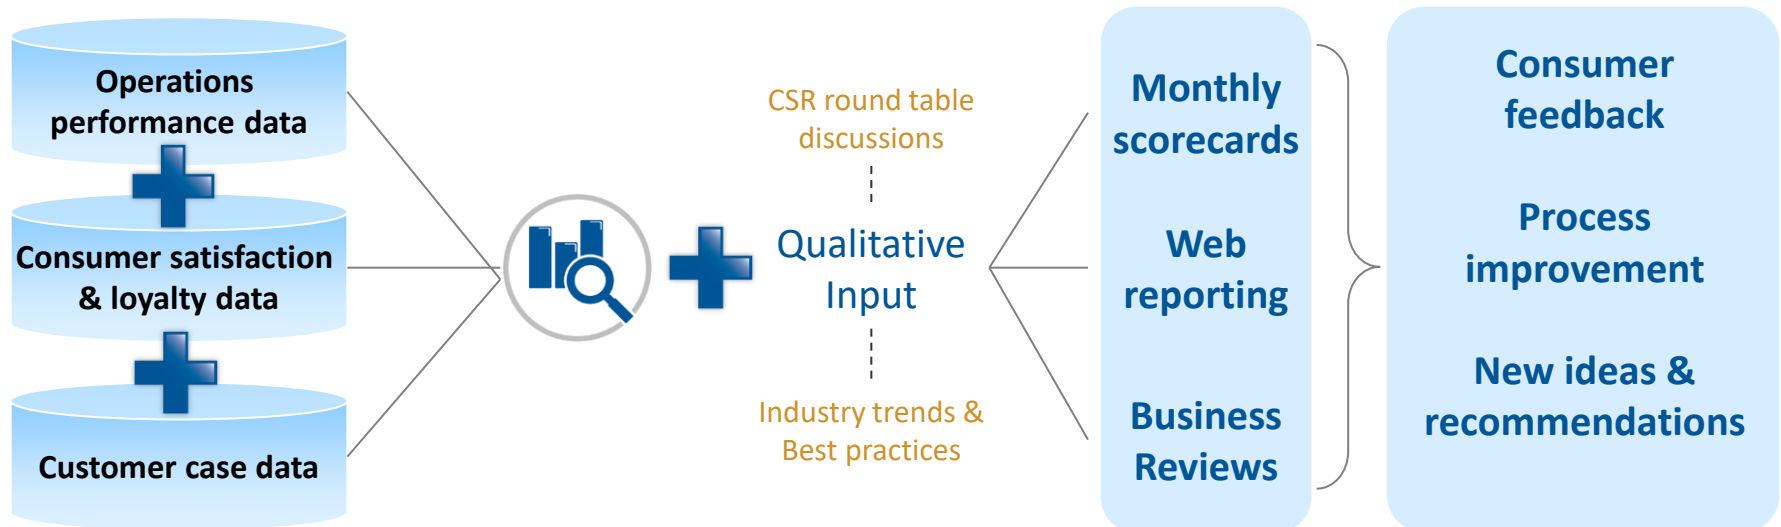 Operations
performance data
Consumer satisfaction
& loyalty data
Customer case data
CSR round table
discussions
Qualitative
Input
Industry trends &
Best practices
Monthly
scorecards
Web
reporting
Business
Reviews
Consumer
feedback
Process
improvement
New ideas &
recommendations